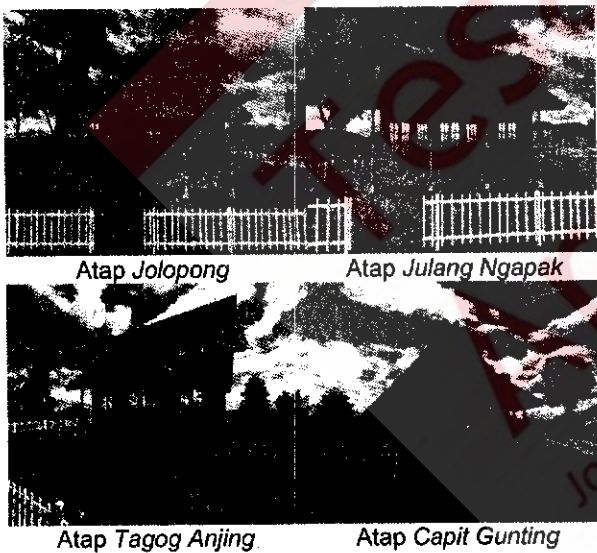 Atap Jolopong
Atap Julang Ngapak
Atap Tagog Anjing
Atap Capit Gunting